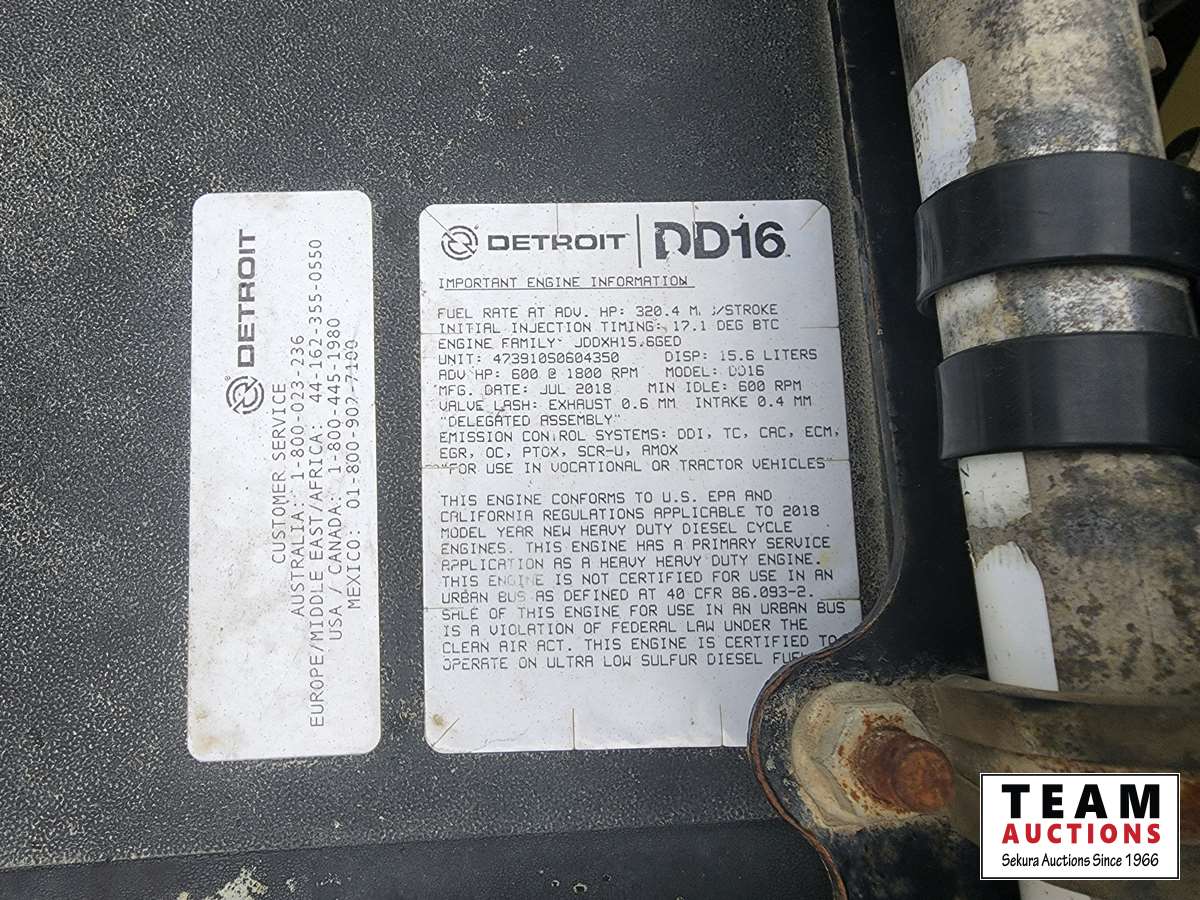 DETROIT
CUSTOMER SERVICE
AUSTRALIA: 1-800-023-236
EUROPE/MIDDLE EAST/AFRICA: 44-162-355-0550
USA / CANADA: 1-800-445-1980
MEXICO: 01-800-907-7100
DETROIT | DD16
IMPORTANT ENGINE INFORMATION
FUEL RATE AT ADV. HP: 320.4 /STROKE
INITIAL INJECTION TIMING: 17.1 DEG BTC
ENGINE FAMILY: JDDXH15.6GED
UNIT: 473910S0604350 DISP: 15.6 LITERS
ADV HP: 600 @ 1800 RPM MODEL: DD16
MFG. DATE: JUL 2018 MIN IDLE: 600 RPM
VALVE LASH: EXHAUST 0.6 MM INTAKE 0.4 MM
"DELEGATED ASSEMBLY"
EMISSION CONTROL SYSTEMS: DDI, TC, CAC, ECM,
EGR, OC, PTOX, SCR-U, AMOX
"FOR USE IN VOCATIONAL OR TRACTOR VEHICLES"
THIS ENGINE CONFORMS TO U.S. EPA AND
CALIFORNIA REGULATIONS APPLICABLE TO 2018
MODEL YEAR NEW HEAVY DUTY DIESEL CYCLE
ENGINES. THIS ENGINE HAS A PRIMARY SERVICE
APPLICATION AS A HEAVY HEAVY DUTY ENGINE.
THIS ENGINE IS NOT CERTIFIED FOR USE IN AN
URBAN BUS AS DEFINED AT 40 CFR 86.093-2.
SALE OF THIS ENGINE FOR USE IN AN URBAN BUS
IS A VIOLATION OF FEDERAL LAW UNDER THE
CLEAN AIR ACT. THIS ENGINE IS CERTIFIED TO
OPERATE ON ULTRA LOW SULFUR DIESEL FUEL
TEAM
AUCTIONS
Sekura Auctions Since 1966